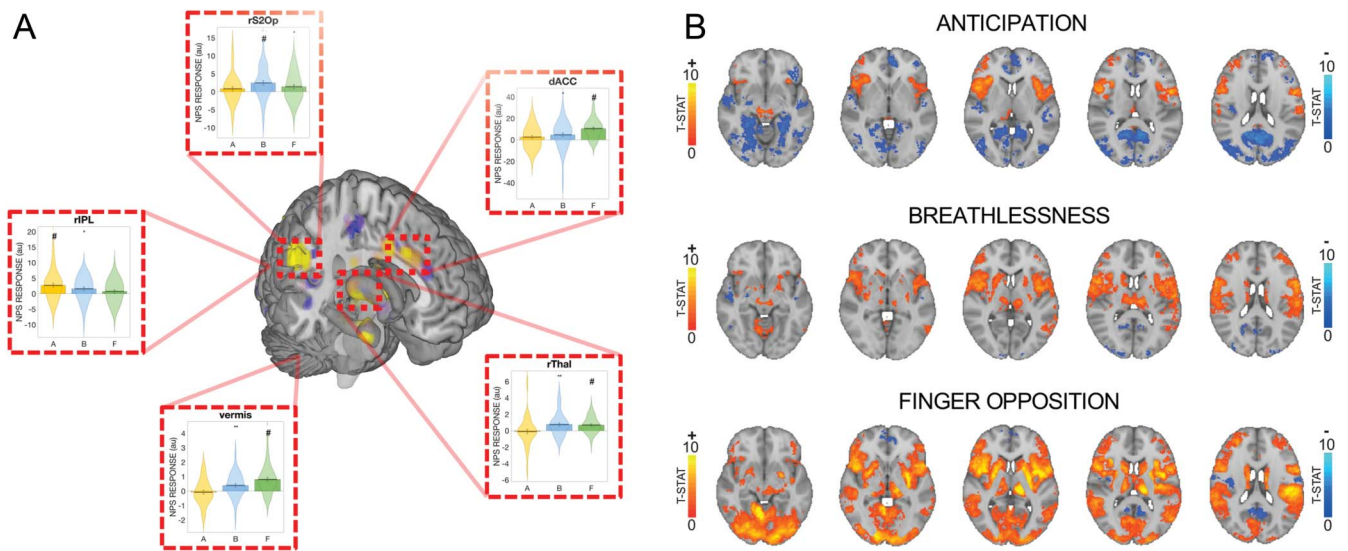 A
rS2Op
NPS RESPONSE (au)
15
10
5
0
-5
-10
#
*
A B F
dACC
NPS RESPONSE (au)
40
20
0
-20
-40
*
#
A B F
rIPL
NPS RESPONSE (au)
20
15
10
5
0
-5
-10
#
*
A B F
vermis
NPS RESPONSE (au)
4
3
2
1
0
-1
-2
**
#
A B F
rThal
NPS RESPONSE (au)
6
4
2
0
-2
-4
-6
**
#
A B F
B
ANTICIPATION
+
10
T-STAT
0
-
10
T-STAT
0
BREATHLESSNESS
+
10
T-STAT
0
-
10
T-STAT
0
FINGER OPPOSITION
+
10
T-STAT
0
-
10
T-STAT
0